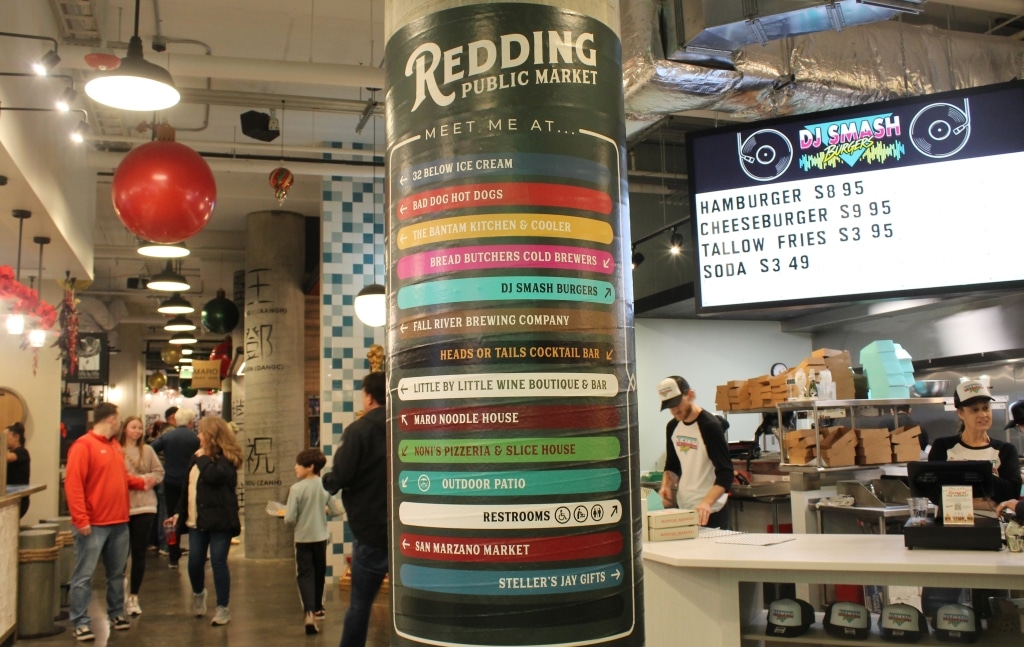 REDDING
PUBLIC MARKET
MEET ME AT...
← 32 BELOW ICE CREAM
← BAD DOG HOT DOGS
← THE BANTAM KITCHEN & COOLER
BREAD BUTCHERS COLD BREWERS ↙
DJ SMASH BURGERS ↗
← FALL RIVER BREWING COMPANY
HEADS OR TAILS COCKTAIL BAR ↙
← LITTLE BY LITTLE WINE BOUTIQUE & BAR
↖ MARO NOODLE HOUSE
↙ NONI'S PIZZERIA & SLICE HOUSE
↙ OUTDOOR PATIO
RESTROOMS ↗
← SAN MARZANO MARKET
STELLER'S JAY GIFTS →
DJ SMASH
BURGERS
HAMBURGER $8 95
CHEESEBURGER $9 95
TALLOW FRIES $3 95
SODA $3 49
MARO
士
祝